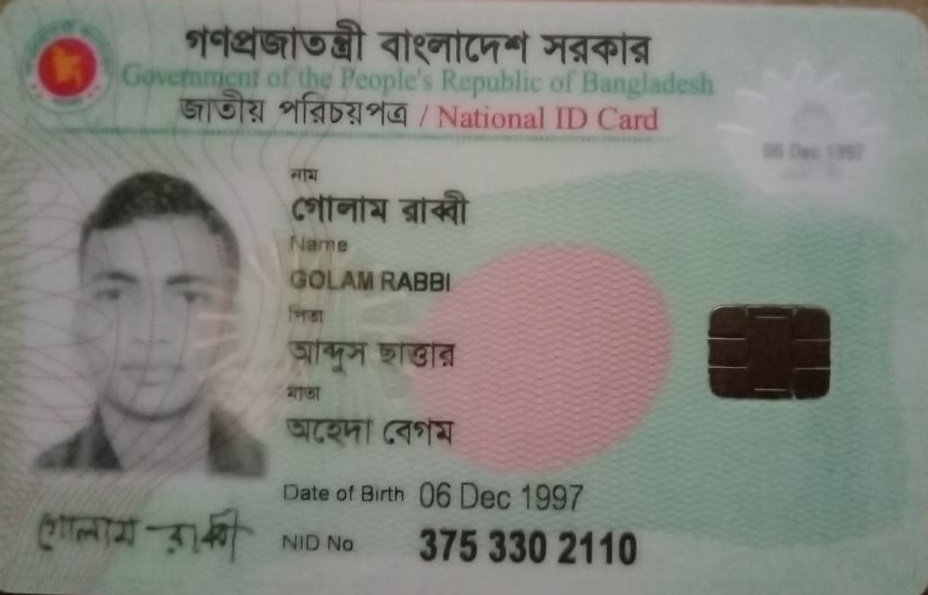 গণপ্রজাতন্ত্রী বাংলাদেশ সরকার
Government of the People's Republic of Bangladesh
জাতীয় পরিচয়পত্র / National ID Card
06 Dec 1997
নাম
গোলাম রাব্বী
Name
GOLAM RABBI
পিতা
আব্দুস ছাত্তার
মাতা
অহেদা বেগম
Date of Birth 06 Dec 1997
গোলাম রাব্বী
NID No 375 330 2110